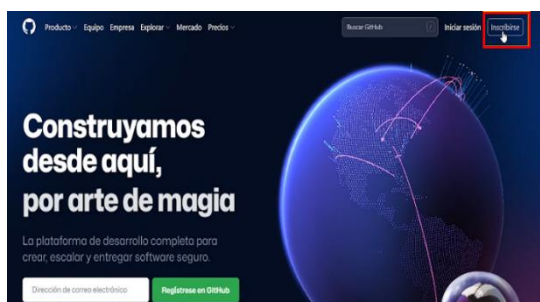 Producto Equipo Empresa Explorar Mercado Precios Buscar GitHub / Iniciar sesión Inscribirse
Construyamos
desde aquí,
por arte de magia
La plataforma de desarrollo completa para
crear, escalar y entregar software seguro.
Dirección de correo electrónico Regístrese en GitHub